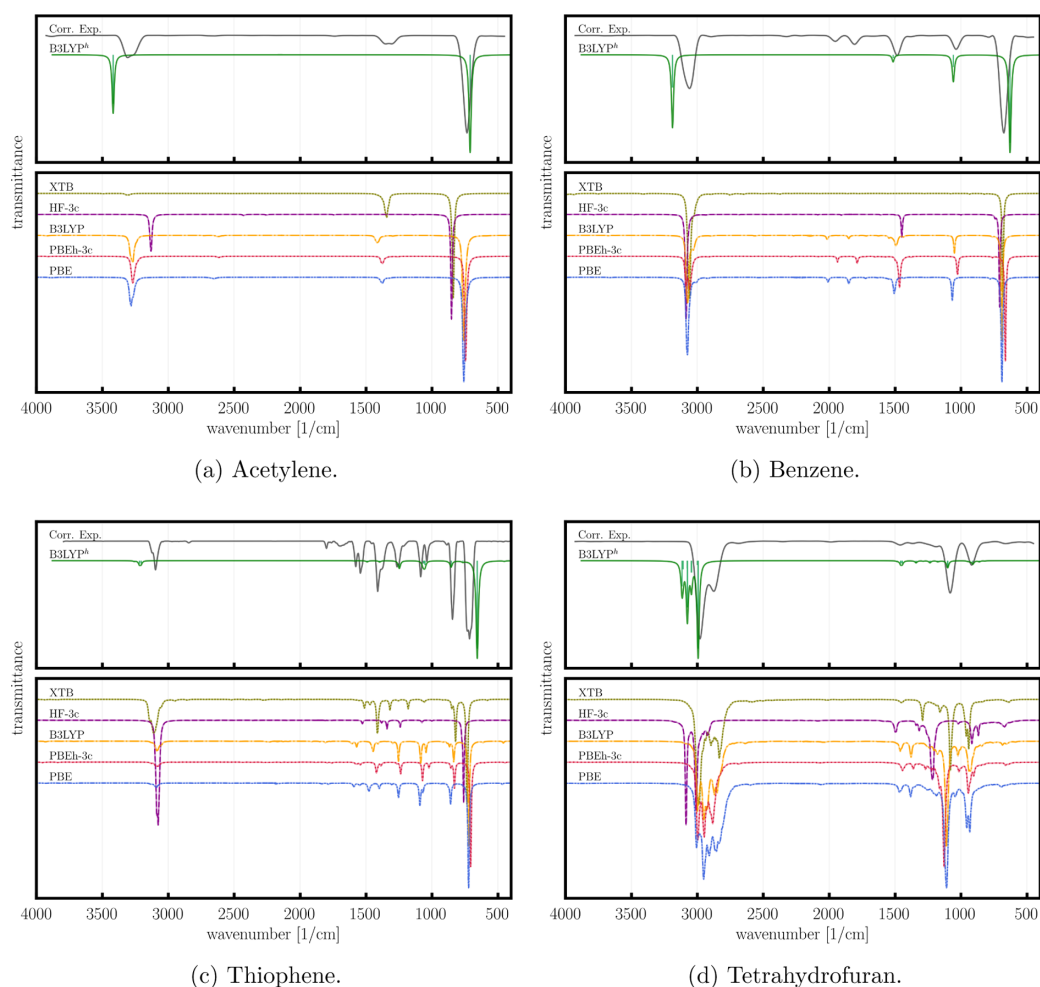 Corr. Exp.
B3LYPʰ
transmittance
XTB
HF-3c
B3LYP
PBEh-3c
PBE
4000 3500 3000 2500 2000 1500 1000 500
wavenumber [1/cm]
(a) Acetylene.
Corr. Exp.
B3LYPʰ
transmittance
XTB
HF-3c
B3LYP
PBEh-3c
PBE
4000 3500 3000 2500 2000 1500 1000 500
wavenumber [1/cm]
(b) Benzene.
Corr. Exp.
B3LYPʰ
transmittance
XTB
HF-3c
B3LYP
PBEh-3c
PBE
4000 3500 3000 2500 2000 1500 1000 500
wavenumber [1/cm]
(c) Thiophene.
Corr. Exp.
B3LYPʰ
transmittance
XTB
HF-3c
B3LYP
PBEh-3c
PBE
4000 3500 3000 2500 2000 1500 1000 500
wavenumber [1/cm]
(d) Tetrahydrofuran.